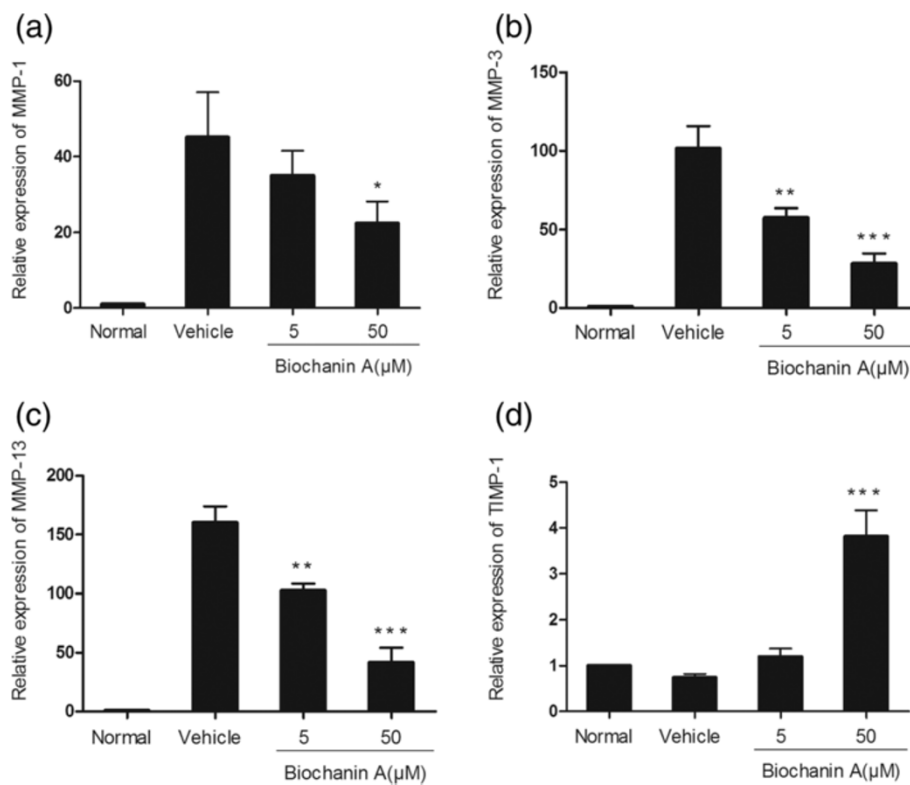 (a)
Relative expression of MMP-1
60
40
20
0
*
Normal Vehicle 5 50
Biochanin A(µM)
(b)
Relative expression of MMP-3
150
100
50
0
**
***
Normal Vehicle 5 50
Biochanin A(µM)
(c)
Relative expression of MMP-13
200
150
100
50
0
**
***
Normal Vehicle 5 50
Biochanin A(µM)
(d)
Relative expression of TIMP-1
5
4
3
2
1
0
***
Normal Vehicle 5 50
Biochanin A(µM)